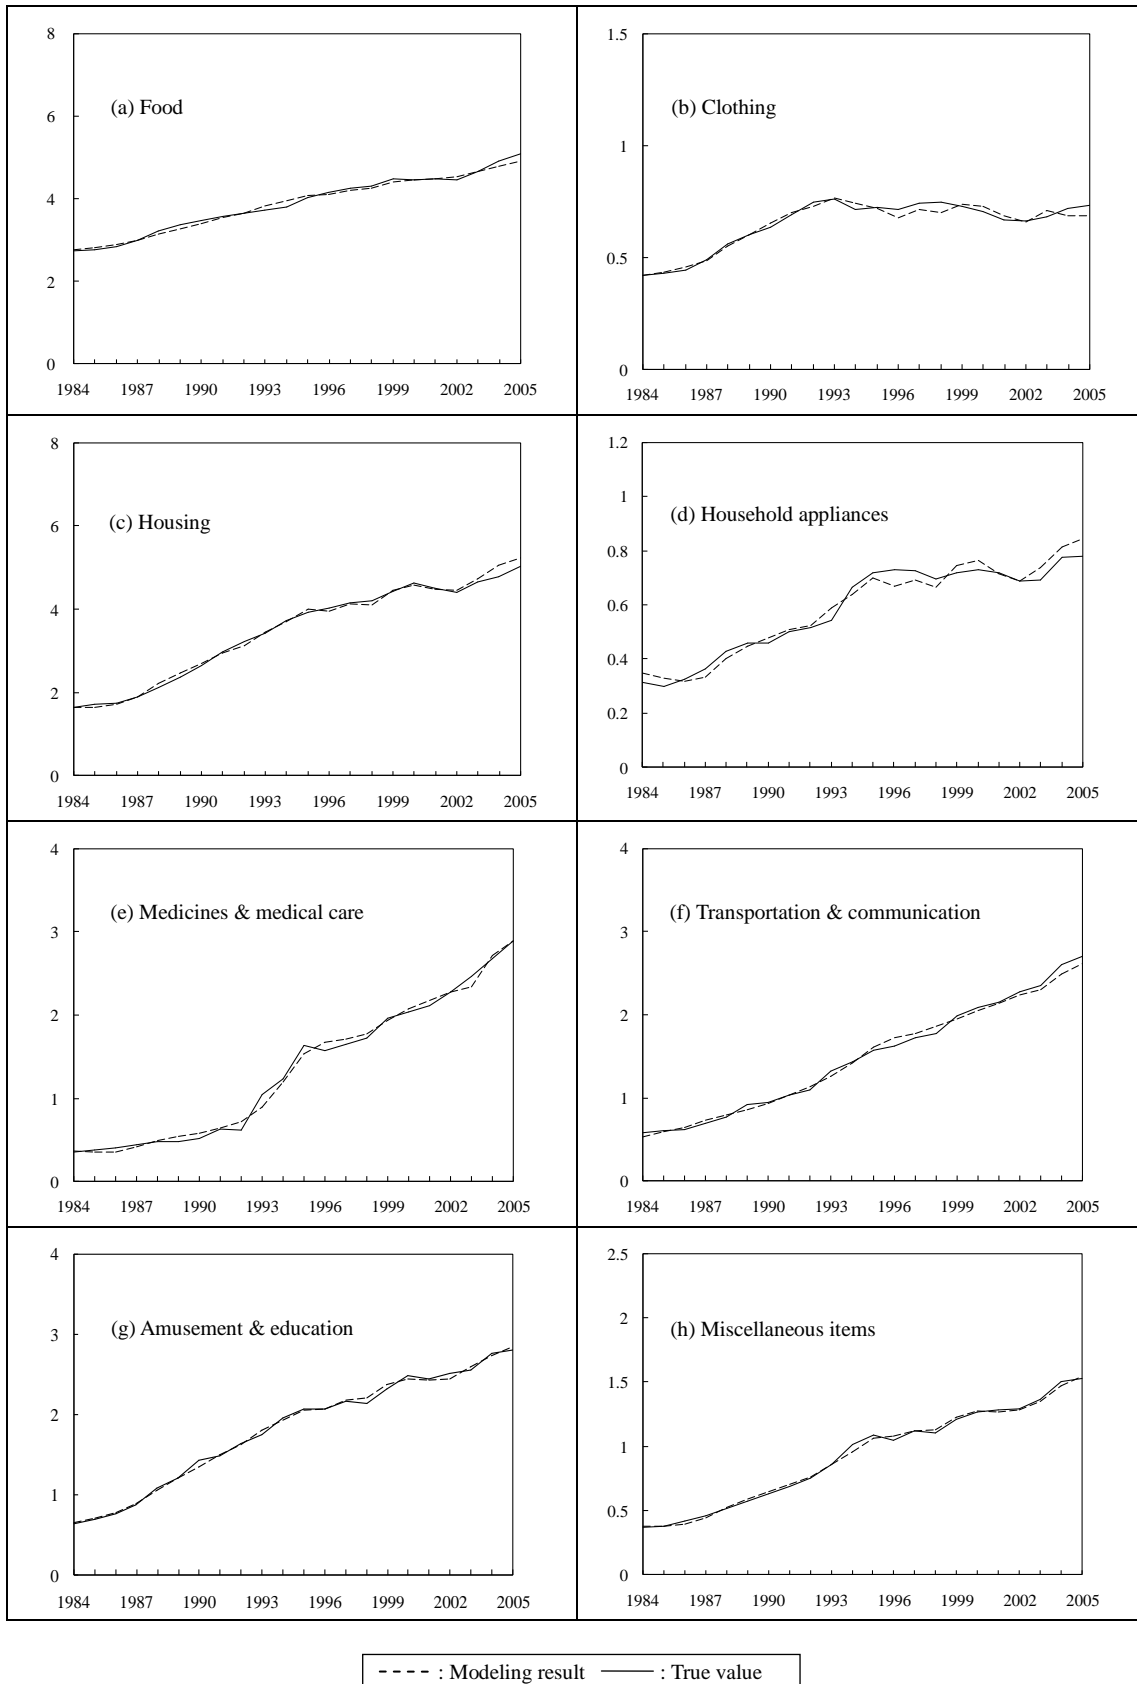 8
6
4
2
0
(a) Food
1984 1987 1990 1993 1996 1999 2002 2005
1.5
1
0.5
0
(b) Clothing
1984 1987 1990 1993 1996 1999 2002 2005
8
6
4
2
0
(c) Housing
1984 1987 1990 1993 1996 1999 2002 2005
1.2
1
0.8
0.6
0.4
0.2
0
(d) Household appliances
1984 1987 1990 1993 1996 1999 2002 2005
4
3
2
1
0
(e) Medicines & medical care
1984 1987 1990 1993 1996 1999 2002 2005
4
3
2
1
0
(f) Transportation & communication
1984 1987 1990 1993 1996 1999 2002 2005
4
3
2
1
0
(g) Amusement & education
1984 1987 1990 1993 1996 1999 2002 2005
2.5
2
1.5
1
0.5
0
(h) Miscellaneous items
1984 1987 1990 1993 1996 1999 2002 2005
: Modeling result : True value